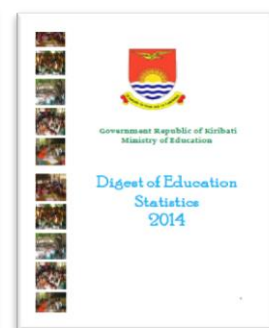 Government Republic of Kiribati
Ministry of Education
Digest of Education
Statistics
2014